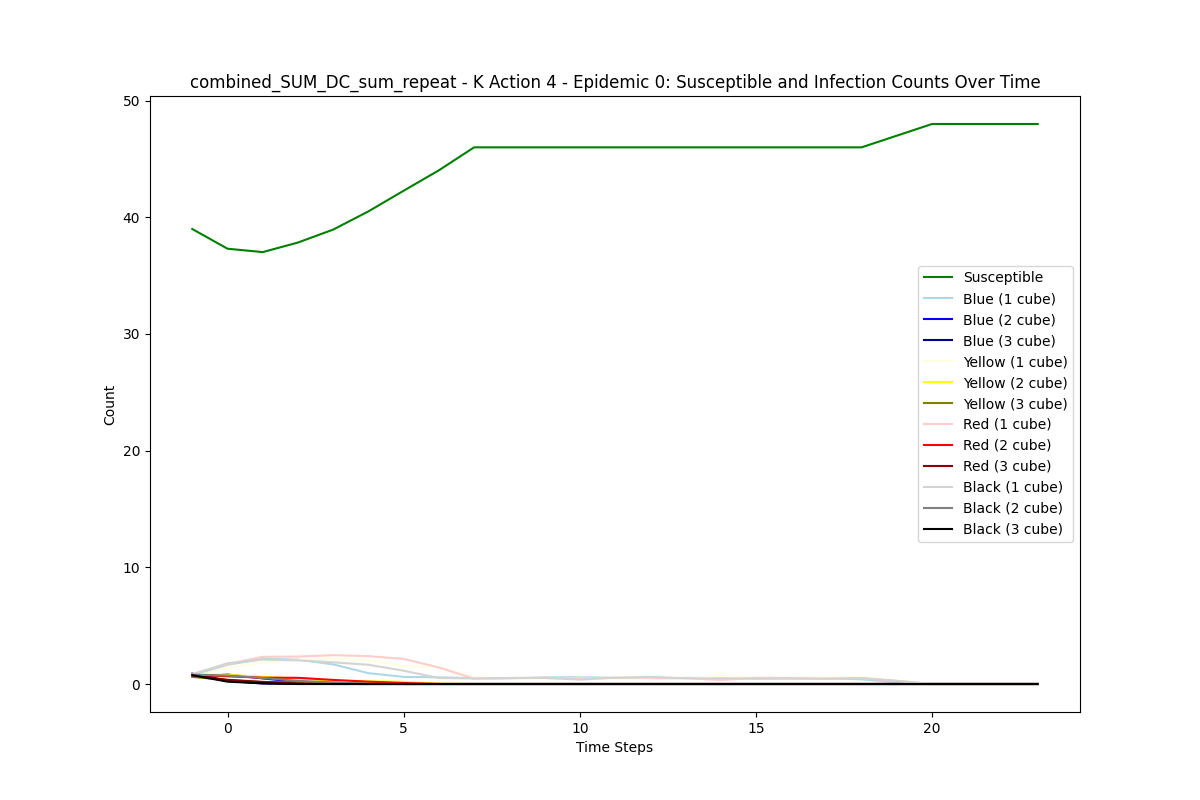 combined_SUM_DC_sum_repeat - K Action 4 - Epidemic 0: Susceptible and Infection Counts Over Time
50
40
30
20
10
0
Count
Susceptible
Blue (1 cube)
Blue (2 cube)
Blue (3 cube)
Yellow (1 cube)
Yellow (2 cube)
Yellow (3 cube)
Red (1 cube)
Red (2 cube)
Red (3 cube)
Black (1 cube)
Black (2 cube)
Black (3 cube)
0 5 10 15 20
Time Steps